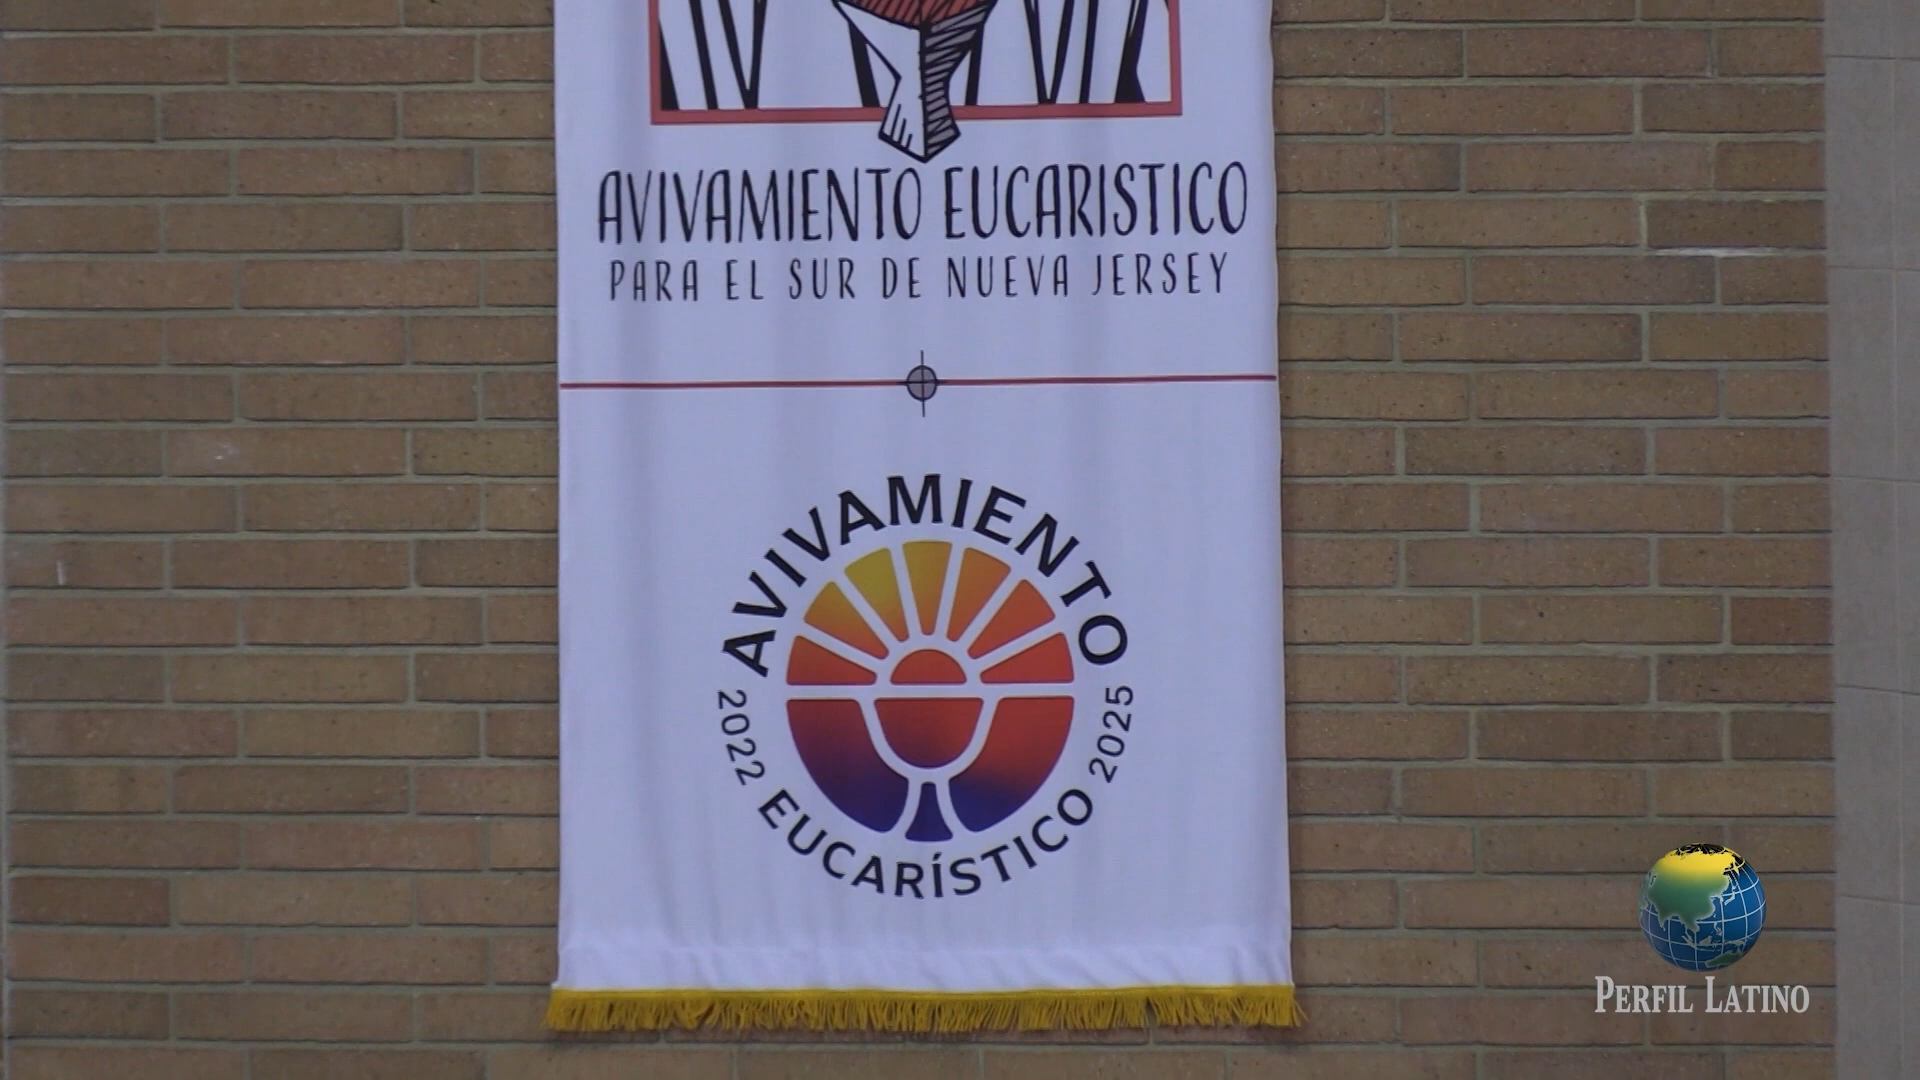 AVIVAMIENTO EUCARISTICO
PARA EL SUR DE NUEVA JERSEY
AVIVAMIENTO
2022 EUCARÍSTICO 2025
PERFIL LATINO